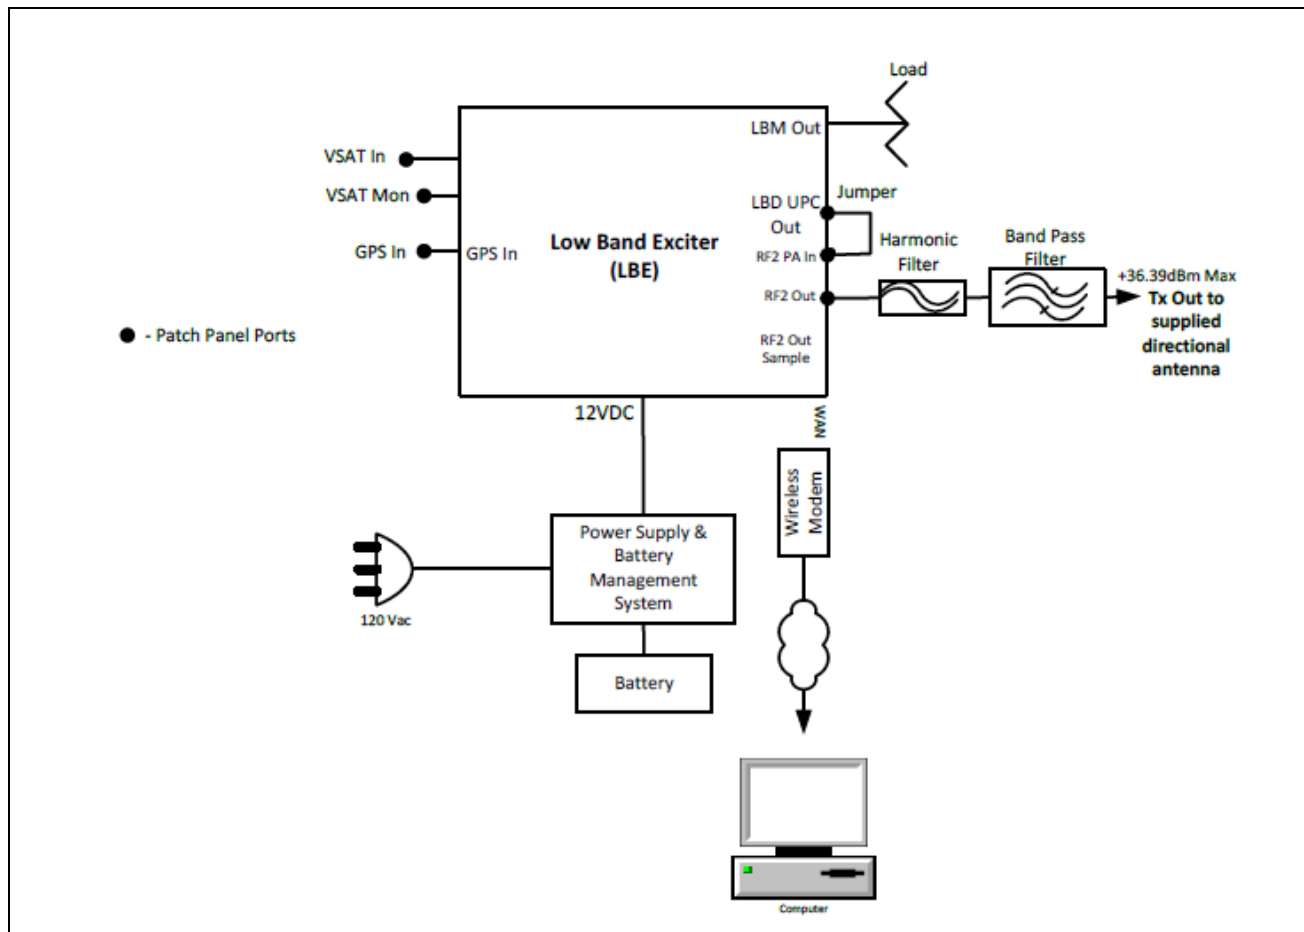 Load
LBM Out
VSAT In
VSAT Mon
GPS In
GPS In
Low Band Exciter
(LBE)
LBD UPC
Out
Jumper
RF2 PA In
RF2 Out
RF2 Out
Sample
Harmonic
Filter
Band Pass
Filter
+36.39dBm Max
Tx Out to
supplied
directional
antenna
- Patch Panel Ports
12VDC
WAN
Wireless
Modem
Power Supply &
Battery
Management
System
120 Vac
Battery
Computer